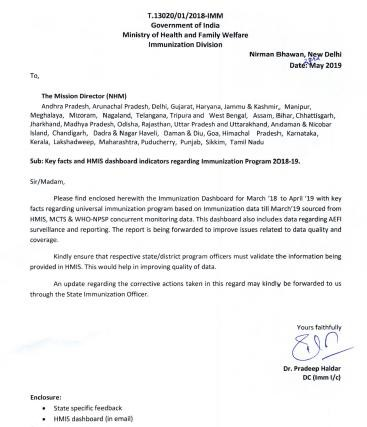 T.13020/01/2018-IMM
Government of India
Ministry of Health and Family Welfare
Immunization Division
Nirman Bhawan, New Delhi
Date: May 2019
To,
The Mission Director (NHM)
Andhra Pradesh, Arunachal Pradesh, Delhi, Gujarat, Haryana, Jammu & Kashmir, Manipur,
Meghalaya, Mizoram, Nagaland, Telangana, Tripura and West Bengal, Assam, Bihar, Chhattisgarh,
Jharkhand, Madhya Pradesh, Odisha, Rajasthan, Uttar Pradesh and Uttarakhand, Andaman & Nicobar
Island, Chandigarh, Dadra & Nagar Haveli, Daman & Diu, Goa, Himachal Pradesh, Karnataka,
Kerala, Lakshadweep, Maharashtra, Puducherry, Punjab, Sikkim, Tamil Nadu
Sub: Key facts and HMIS dashboard indicators regarding Immunization Program 2018-19.
Sir/Madam,
Please find enclosed herewith the Immunization Dashboard for March '18 to April '19 with key
facts regarding universal immunization program based on Immunization data till March'19 sourced from
HMIS, MCTS & WHO-NPSP concurrent monitoring data. This dashboard also includes data regarding AEFI
surveillance and reporting. The report is being forwarded to improve issues related to data quality and
coverage.
Kindly ensure that respective state/district program officers must validate the information being
provided in HMIS. This would help in improving quality of data.
An update regarding the corrective actions taken in this regard may kindly be forwarded to us
through the State Immunization Officer.
Yours faithfully
Dr. Pradeep Haldar
DC (Imm I/c)
Enclosure:
• State specific feedback
• HMIS dashboard (in email)